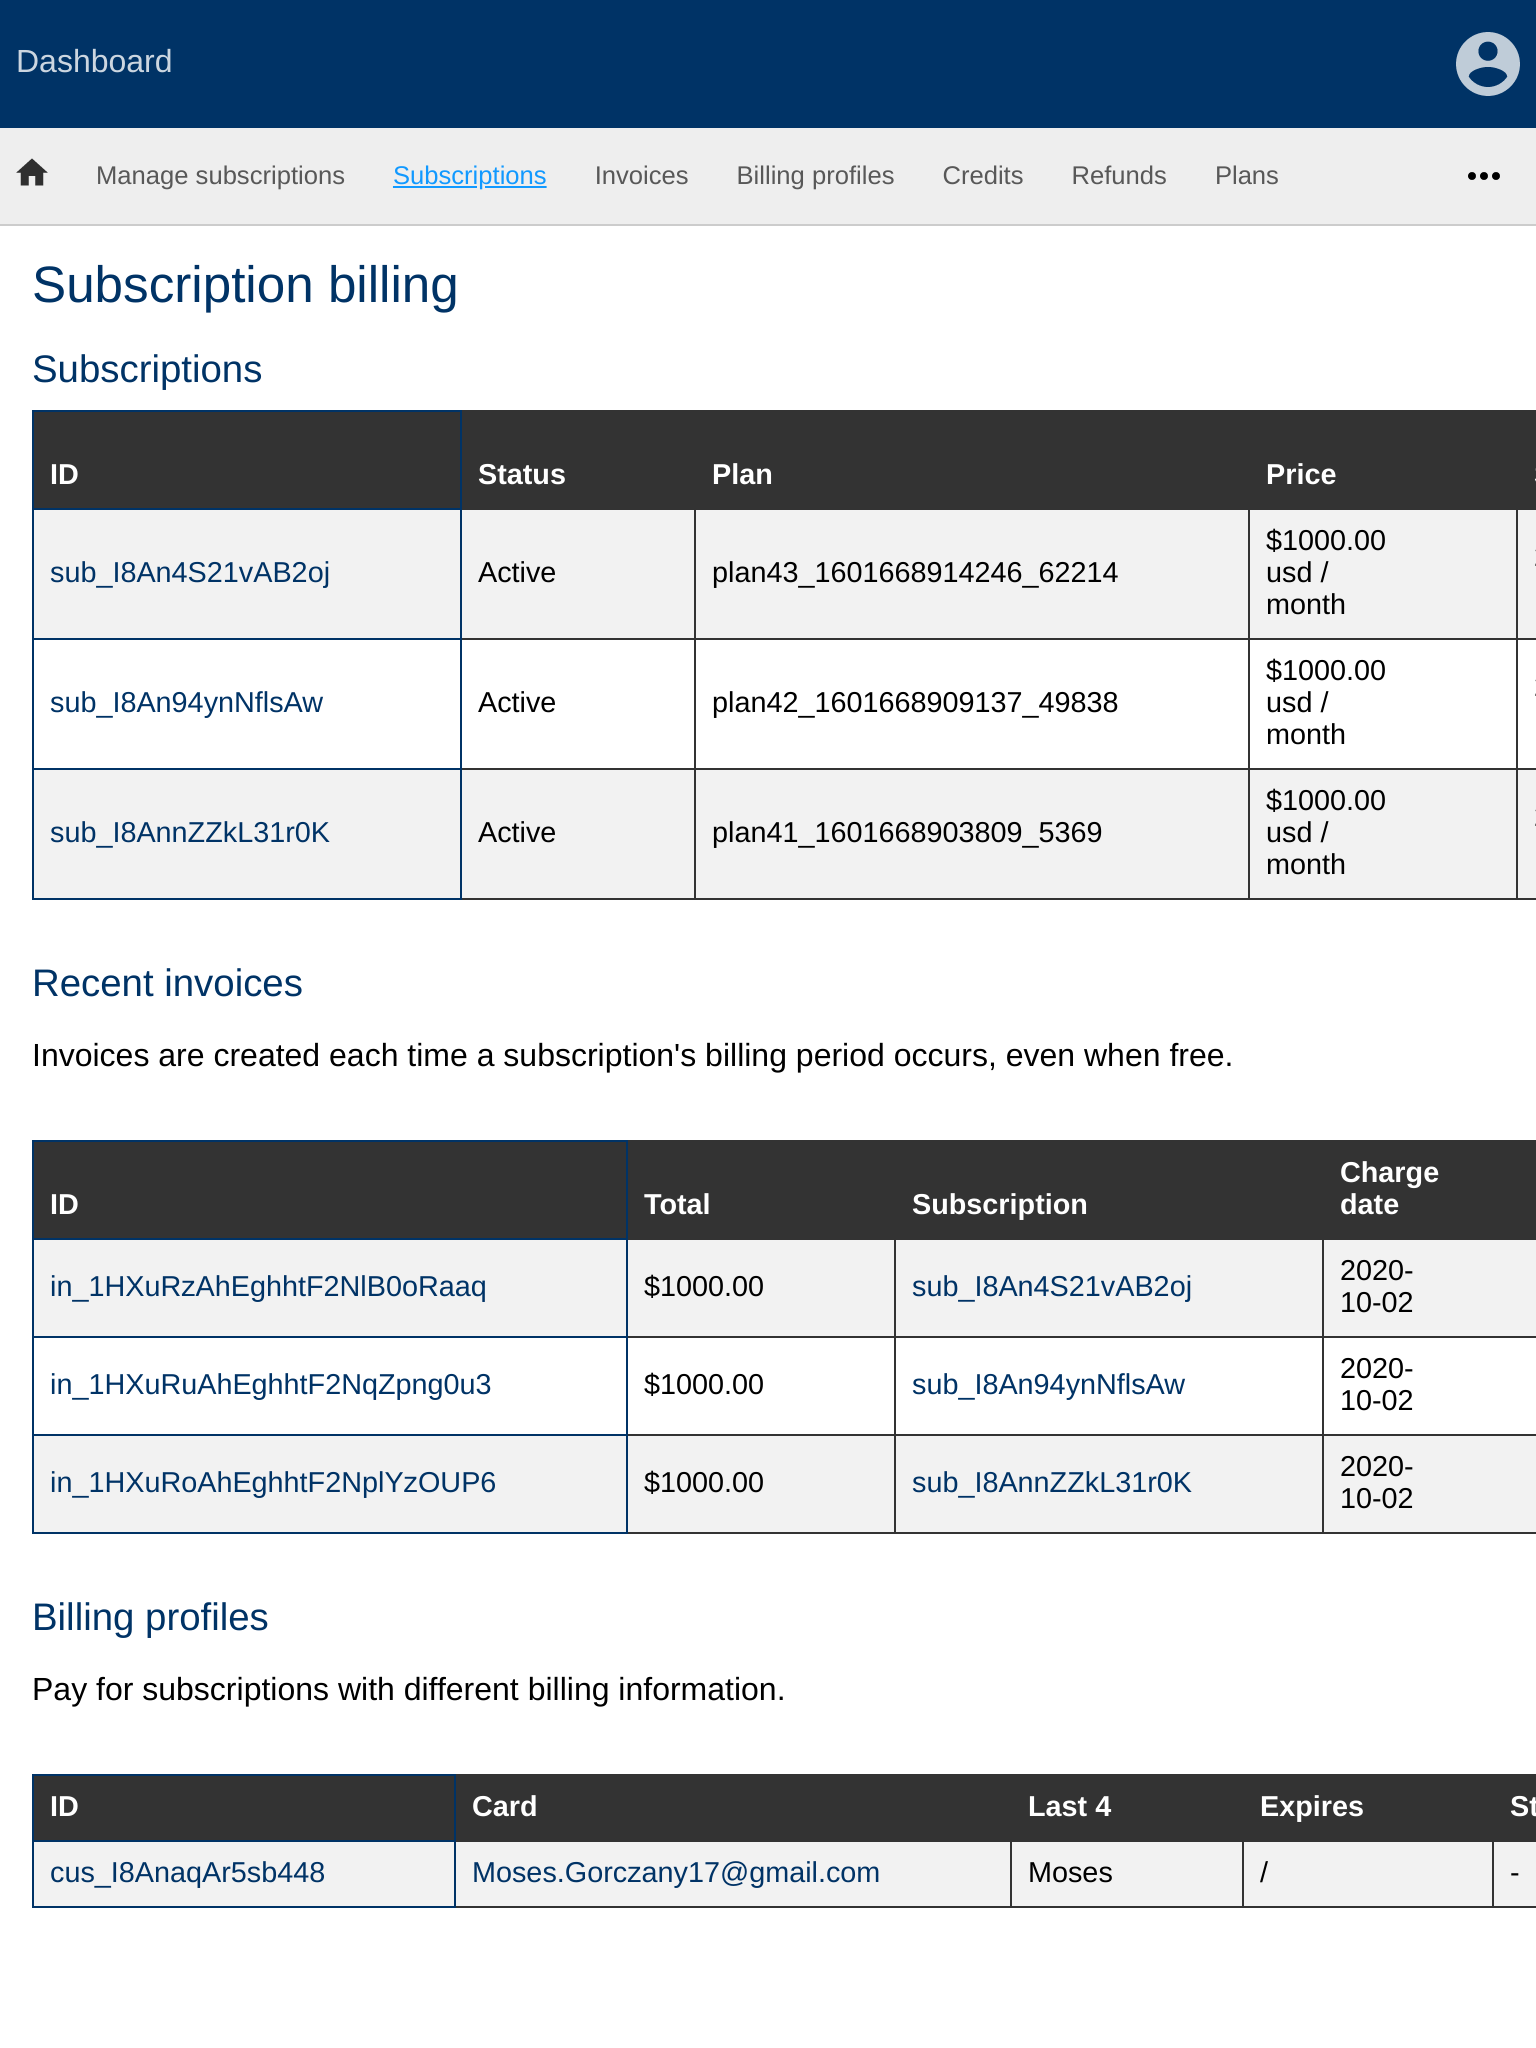 Dashboard
Manage subscriptions Subscriptions Invoices Billing profiles Credits Refunds Plans
Subscription billing
Subscriptions
ID Status Plan Price
sub_I8An4S21vAB2oj Active plan43_1601668914246_62214 $1000.00
usd /
month
sub_I8An94ynNflsAw Active plan42_1601668909137_49838 $1000.00
usd /
month
sub_I8AnnZZkL31r0K Active plan41_1601668903809_5369 $1000.00
usd /
month
Recent invoices
Invoices are created each time a subscription's billing period occurs, even when free.
ID Total Subscription Charge
date
in_1HXuRzAhEghhtF2NlB0oRaaq $1000.00 sub_I8An4S21vAB2oj 2020-
10-02
in_1HXuRuAhEghhtF2NqZpng0u3 $1000.00 sub_I8An94ynNflsAw 2020-
10-02
in_1HXuRoAhEghhtF2NplYzOUP6 $1000.00 sub_I8AnnZZkL31r0K 2020-
10-02
Billing profiles
Pay for subscriptions with different billing information.
ID Card Last 4 Expires St
cus_I8AnaqAr5sb448 Moses.Gorczany17@gmail.com Moses / -